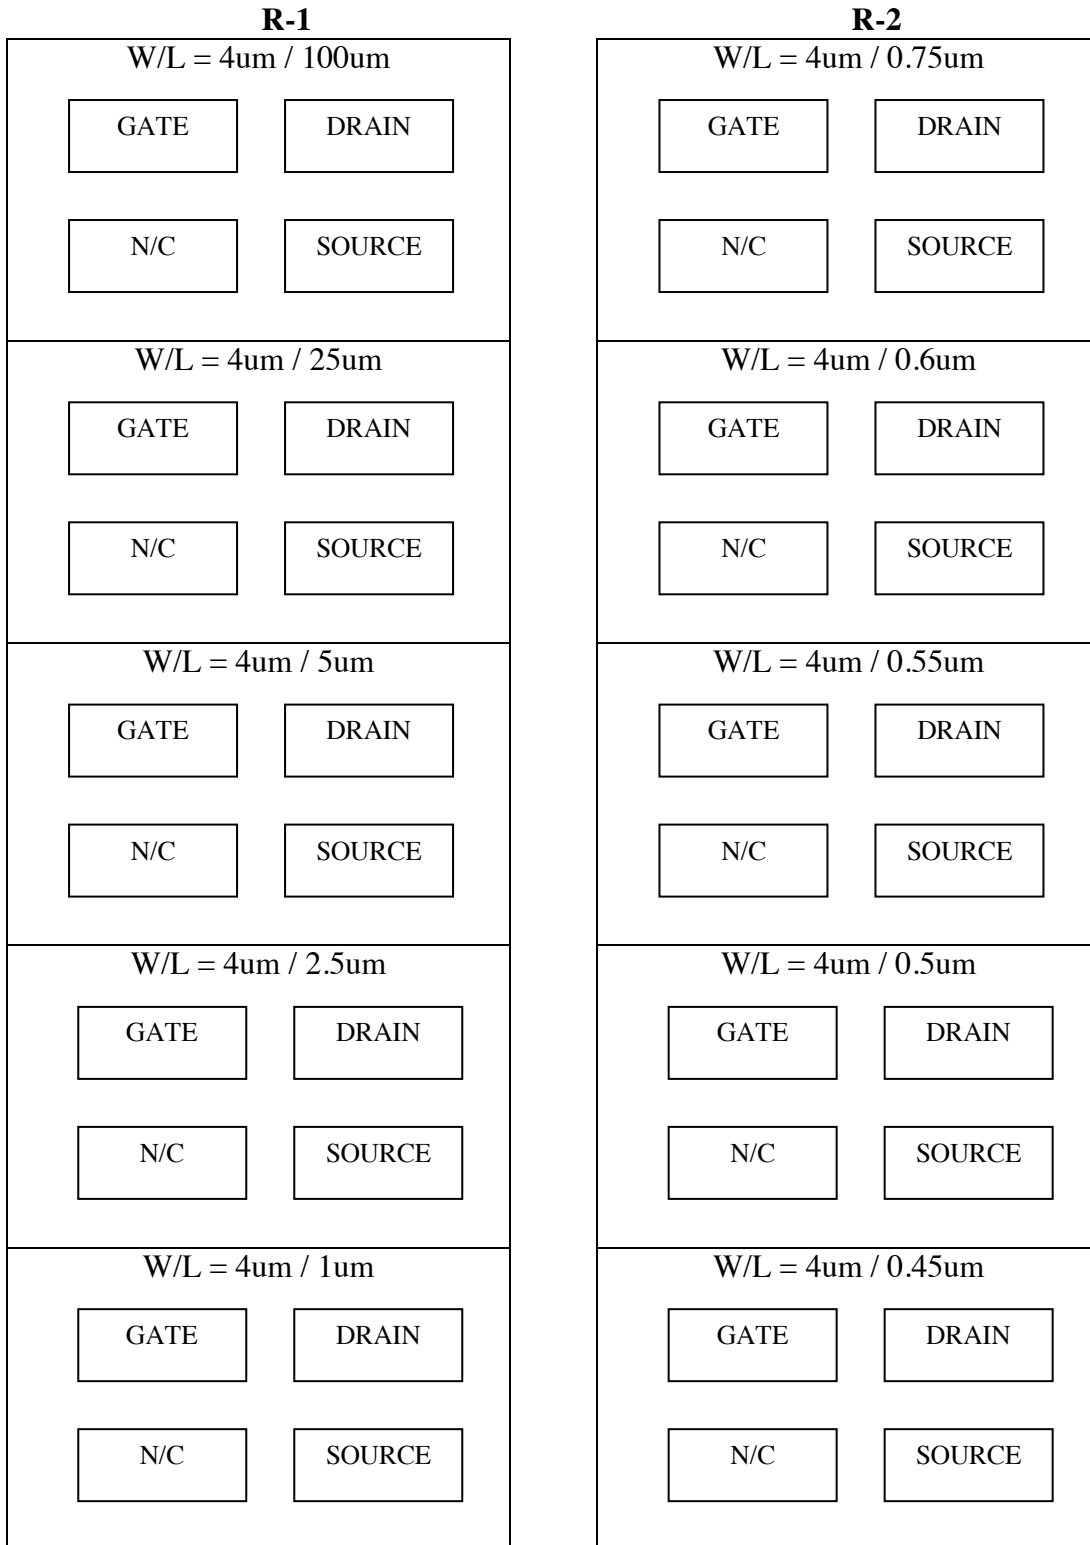 R-1
W/L = 4um / 100um
GATE DRAIN
N/C SOURCE
W/L = 4um / 25um
GATE DRAIN
N/C SOURCE
W/L = 4um / 5um
GATE DRAIN
N/C SOURCE
W/L = 4um / 2.5um
GATE DRAIN
N/C SOURCE
W/L = 4um / 1um
GATE DRAIN
N/C SOURCE
R-2
W/L = 4um / 0.75um
GATE DRAIN
N/C SOURCE
W/L = 4um / 0.6um
GATE DRAIN
N/C SOURCE
W/L = 4um / 0.55um
GATE DRAIN
N/C SOURCE
W/L = 4um / 0.5um
GATE DRAIN
N/C SOURCE
W/L = 4um / 0.45um
GATE DRAIN
N/C SOURCE